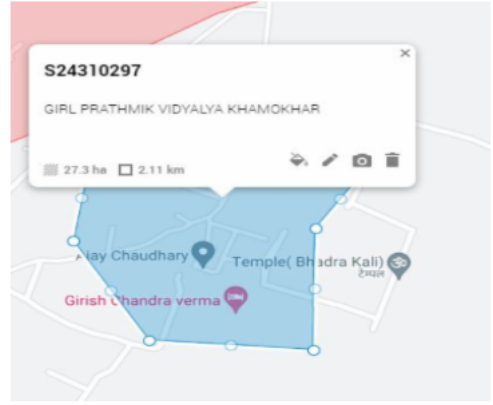 S24310297
GIRL PRATHMIK VIDYALYA KHAMOKHAR
27.3 ha 2.11 km
Ajay Chaudhary
Temple( Bhadra Kali)
टेम्पल
Girish Chandra verma